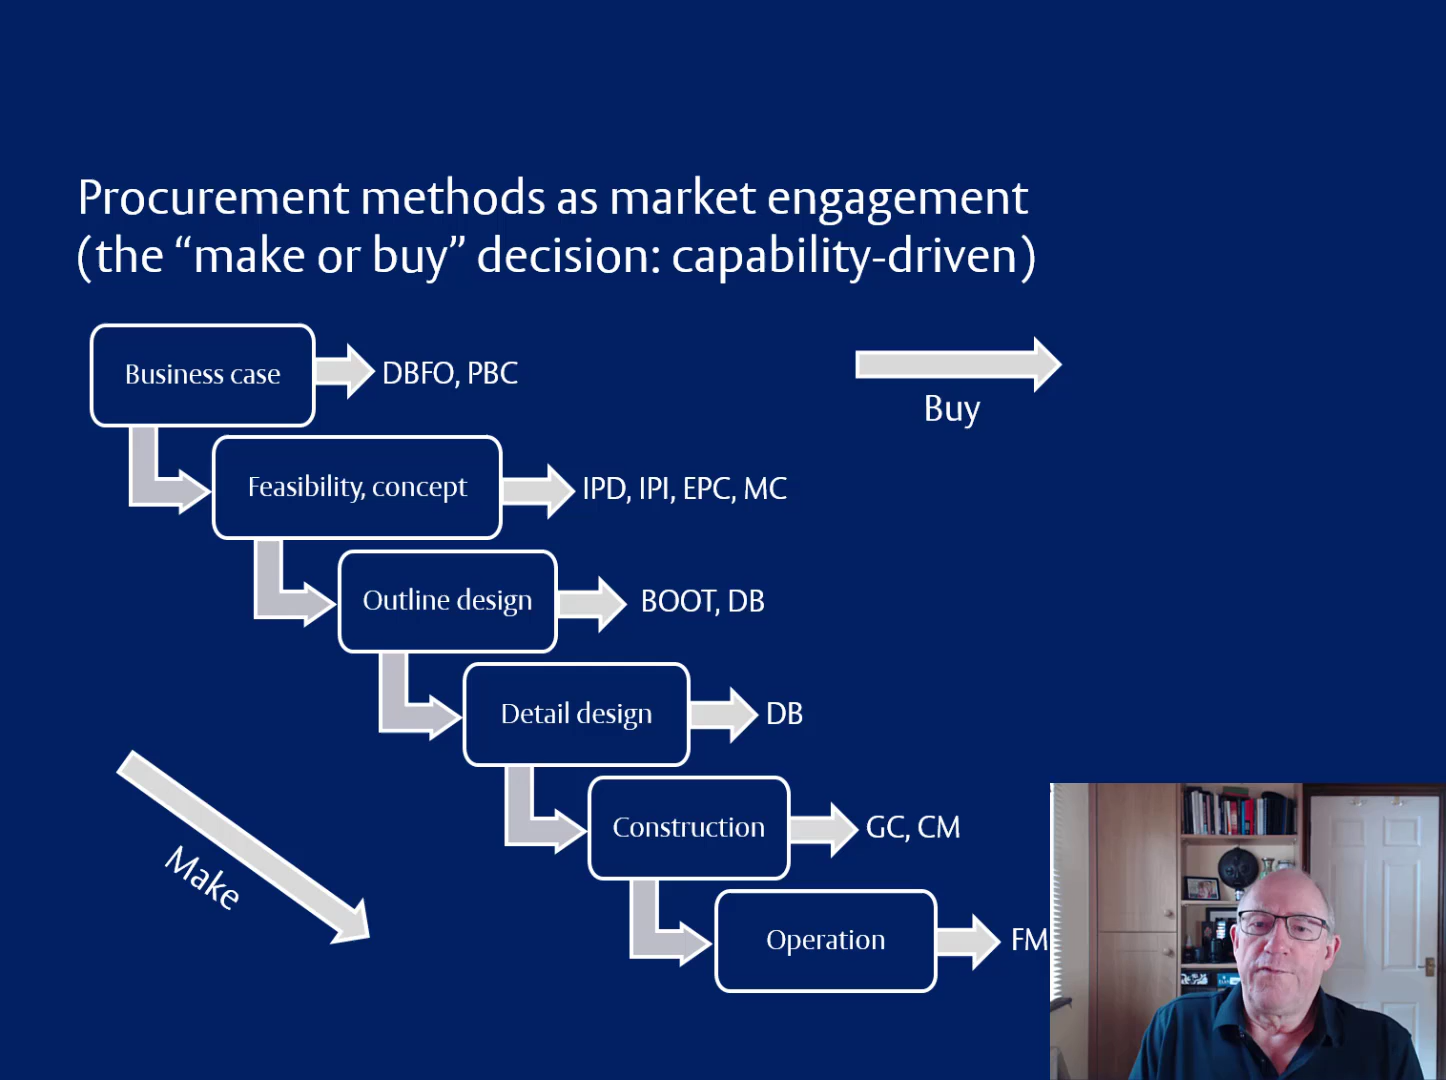 Procurement methods as market engagement
(the “make or buy” decision: capability-driven)
Business case
DBFO, PBC
Buy
Feasibility, concept
IPD, IPI, EPC, MC
Outline design
BOOT, DB
Detail design
DB
Make
Construction
GC, CM
Operation
FM